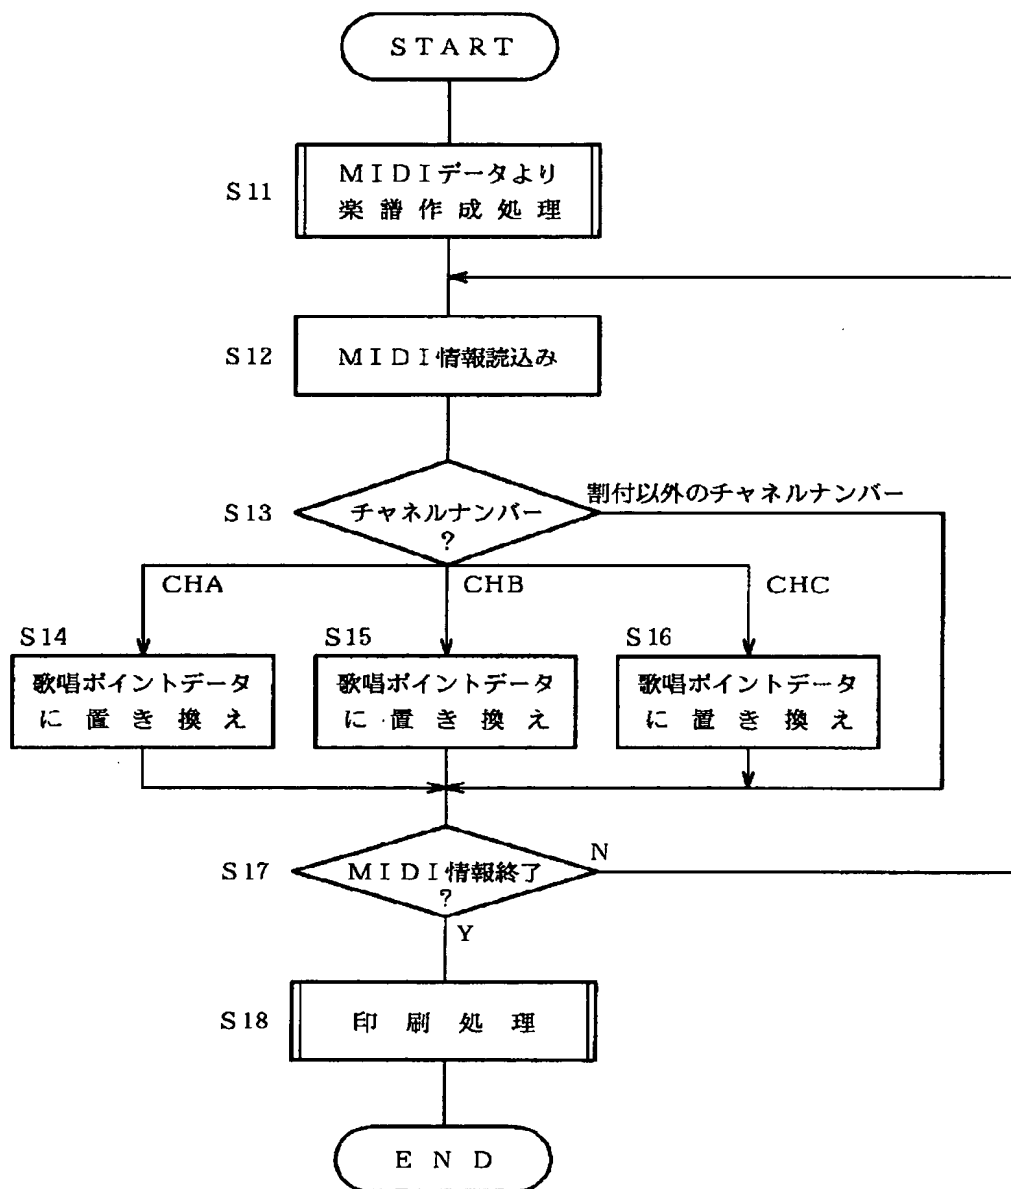 START
S11
MIDIデータより
楽譜作成処理
S12
MIDI情報読込み
S13
チャネルナンバー
?
割付以外のチャネルナンバー
CHA
CHB
CHC
S14
歌唱ポイントデータ
に置き換え
S15
歌唱ポイントデータ
に置き換え
S16
歌唱ポイントデータ
に置き換え
S17
MIDI情報終了
?
N
Y
S18
印刷処理
END